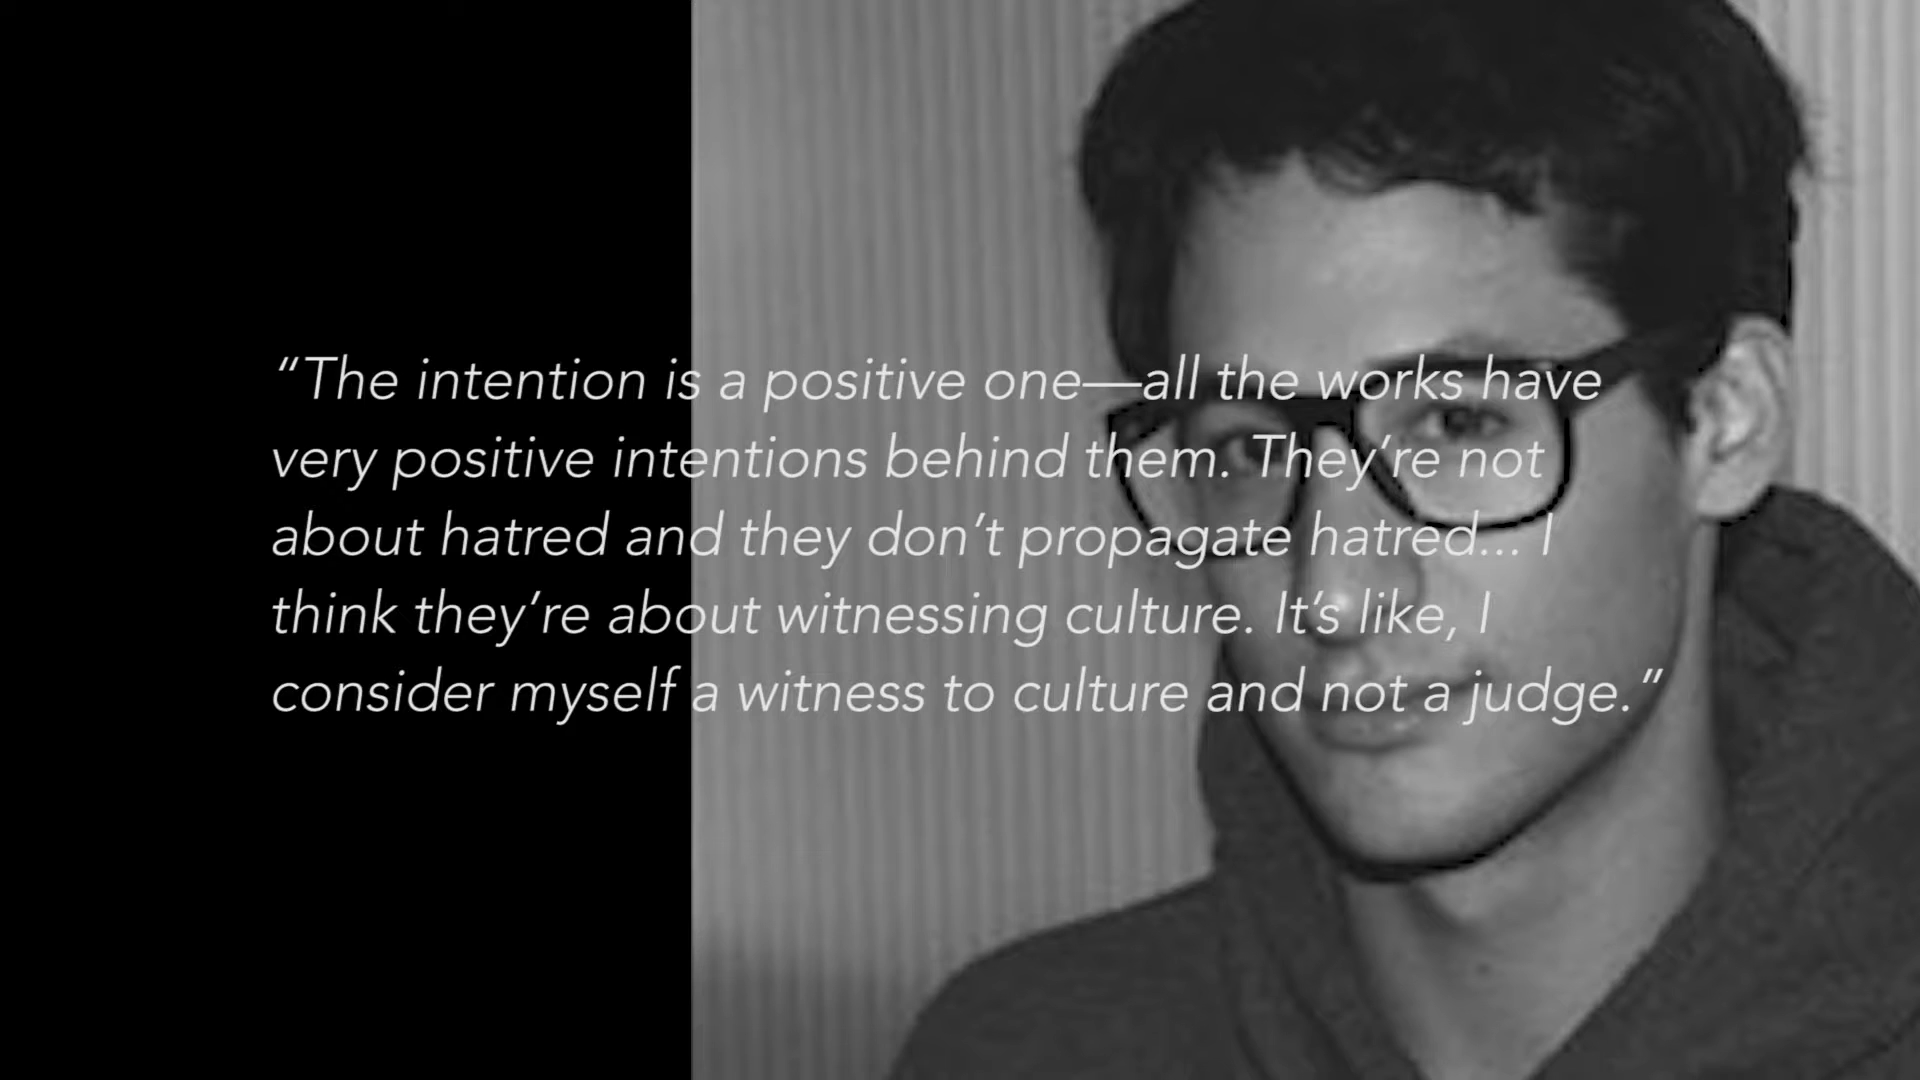 “The intention is a positive one—all the works have
very positive intentions behind them. They’re not
about hatred and they don’t propagate hatred... I
think they’re about witnessing culture. It’s like, I
consider myself a witness to culture and not a judge.”